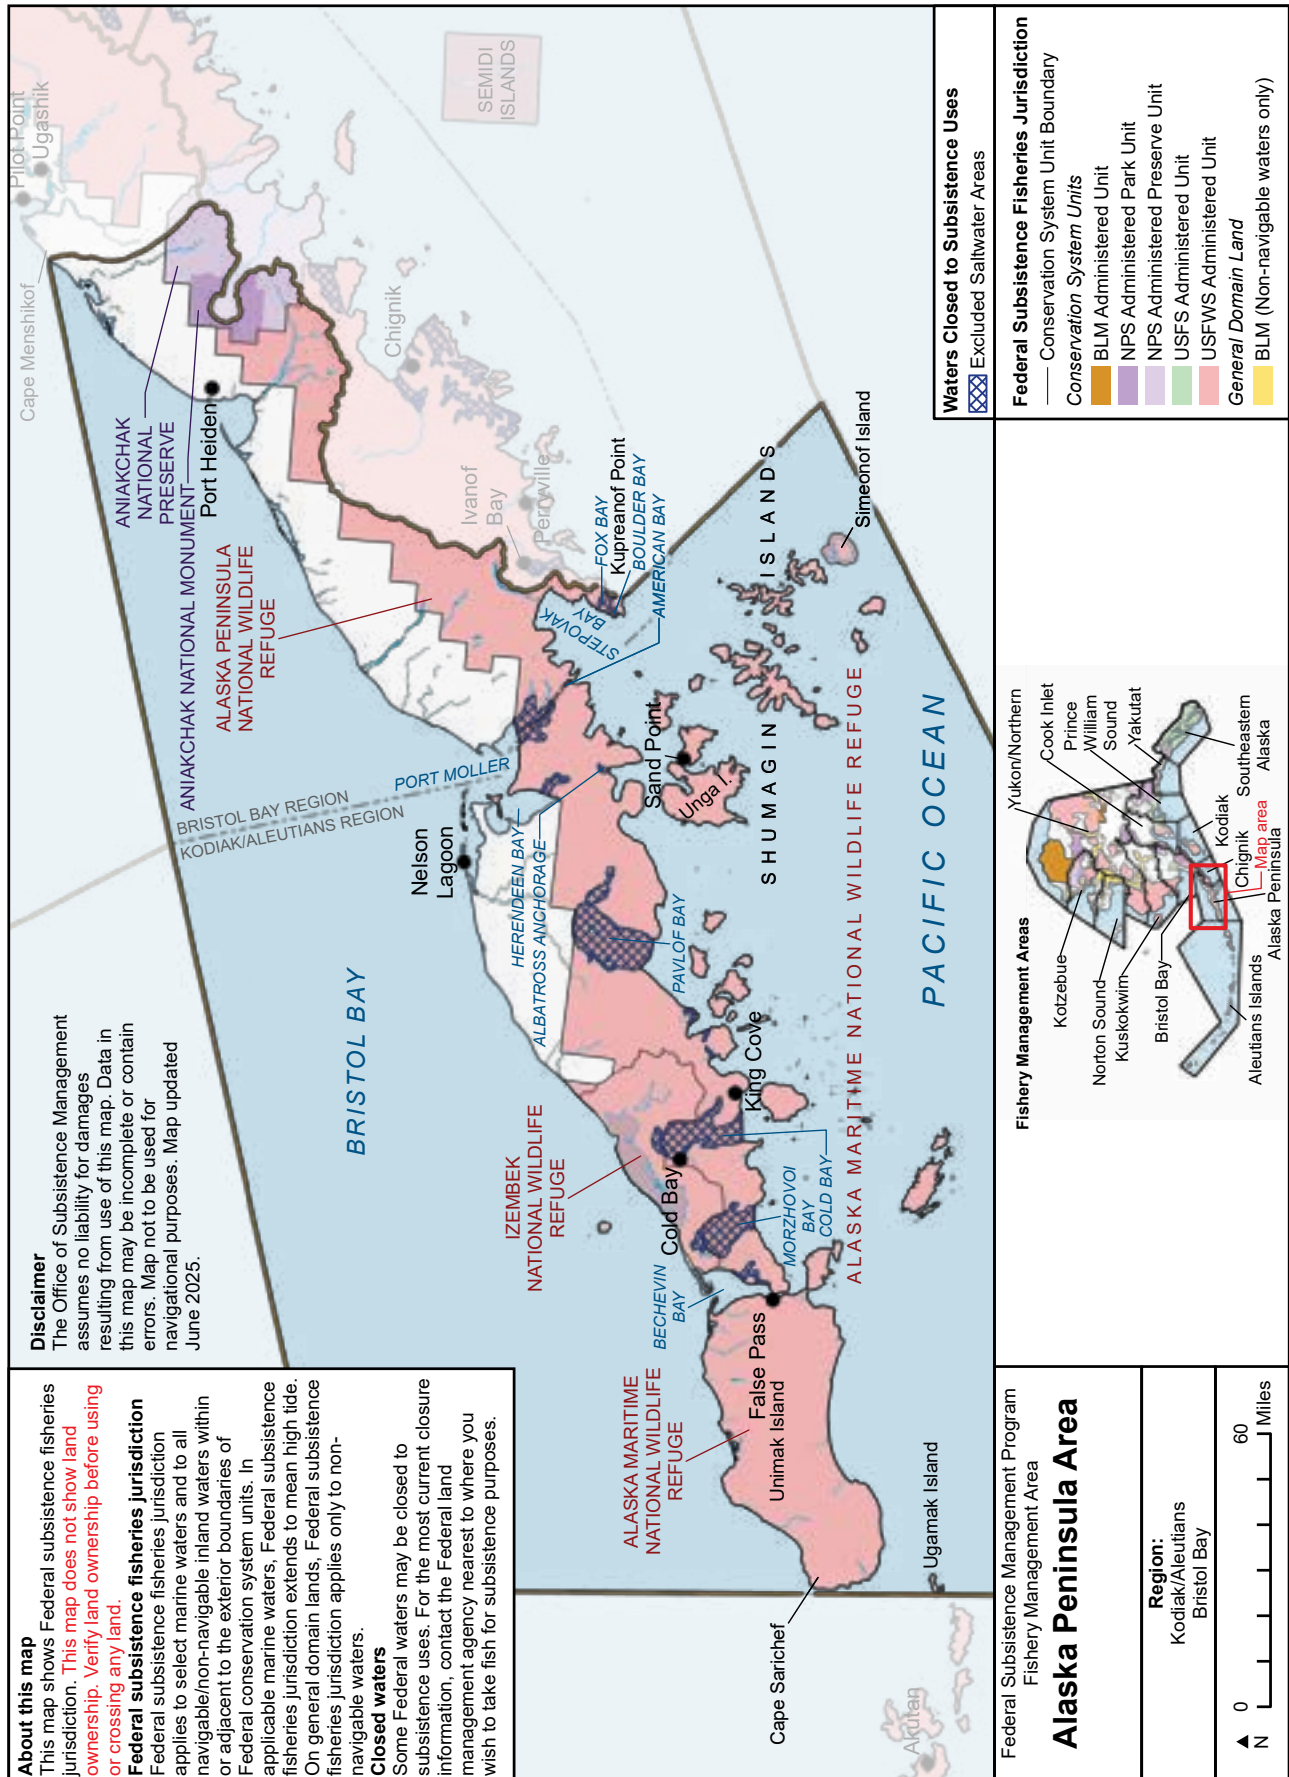 About this map
This map shows Federal subsistence fisheries
jurisdiction. This map does not show land
ownership. Verify land ownership before using
or crossing any land.
Federal subsistence fisheries jurisdiction
Federal subsistence fisheries jurisdiction
applies to select marine waters and to all
navigable/non-navigable inland waters within
or adjacent to the exterior boundaries of
Federal conservation system units. In
applicable marine waters, Federal subsistence
fisheries jurisdiction extends to mean high tide.
On general domain lands, Federal subsistence
fisheries jurisdiction applies only to non-
navigable waters.
Closed waters
Some Federal waters may be closed to
subsistence uses. For the most current closure
information, contact the Federal land
management agency nearest to where you
wish to take fish for subsistence purposes.
Disclaimer
The Office of Subsistence Management
assumes no liability for damages
resulting from use of this map. Data in
this map may be incomplete or contain
errors. Map not to be used for
navigational purposes. Map updated
June 2025.
Cape Menshikof
Pilot Point
Ugashik
SEMIDI
ISLANDS
ANIAKCHAK
NATIONAL
PRESERVE
ANIAKCHAK NATIONAL MONUMENT
Port Heiden
Chignik
ALASKA PENINSULA
NATIONAL WILDLIFE
REFUGE
Ivanof
Bay
Perryville
FOX BAY
Kupreanof Point
BOULDER BAY
AMERICAN BAY
STEPOVAK
BAY
BRISTOL BAY REGION
KODIAK/ALEUTIANS REGION
PORT MOLLER
Nelson
Lagoon
HERENDEEN BAY
ALBATROSS ANCHORAGE
BRISTOL BAY
Sand Point
Unga I.
SHUMAGIN ISLANDS
Simeonof Island
PAVLOF BAY
IZEMBEK
NATIONAL WILDLIFE
REFUGE
King Cove
Cold Bay
MORZHOVOI
BAY
COLD BAY
BECHEVIN
BAY
ALASKA MARITIME NATIONAL WILDLIFE REFUGE
PACIFIC OCEAN
ALASKA MARITIME
NATIONAL WILDLIFE
REFUGE
False Pass
Unimak Island
Ugamak Island
Cape Sarichef
Akutan
Federal Subsistence Management Program
Fishery Management Area
Alaska Peninsula Area
Region:
Kodiak/Aleutians
Bristol Bay
N
0 60
Miles
Fishery Management Areas
Kotzebue
Norton Sound
Kuskokwim
Bristol Bay
Aleutians Islands
Yukon/Northern
Cook Inlet
Prince
William
Sound
Yakutat
Southeastern
Alaska
Kodiak
Chignik
Map area
Alaska Peninsula
Waters Closed to Subsistence Uses
Excluded Saltwater Areas
Federal Subsistence Fisheries Jurisdiction
Conservation System Unit Boundary
Conservation System Units
BLM Administered Unit
NPS Administered Park Unit
NPS Administered Preserve Unit
USFS Administered Unit
USFWS Administered Unit
General Domain Land
BLM (Non-navigable waters only)